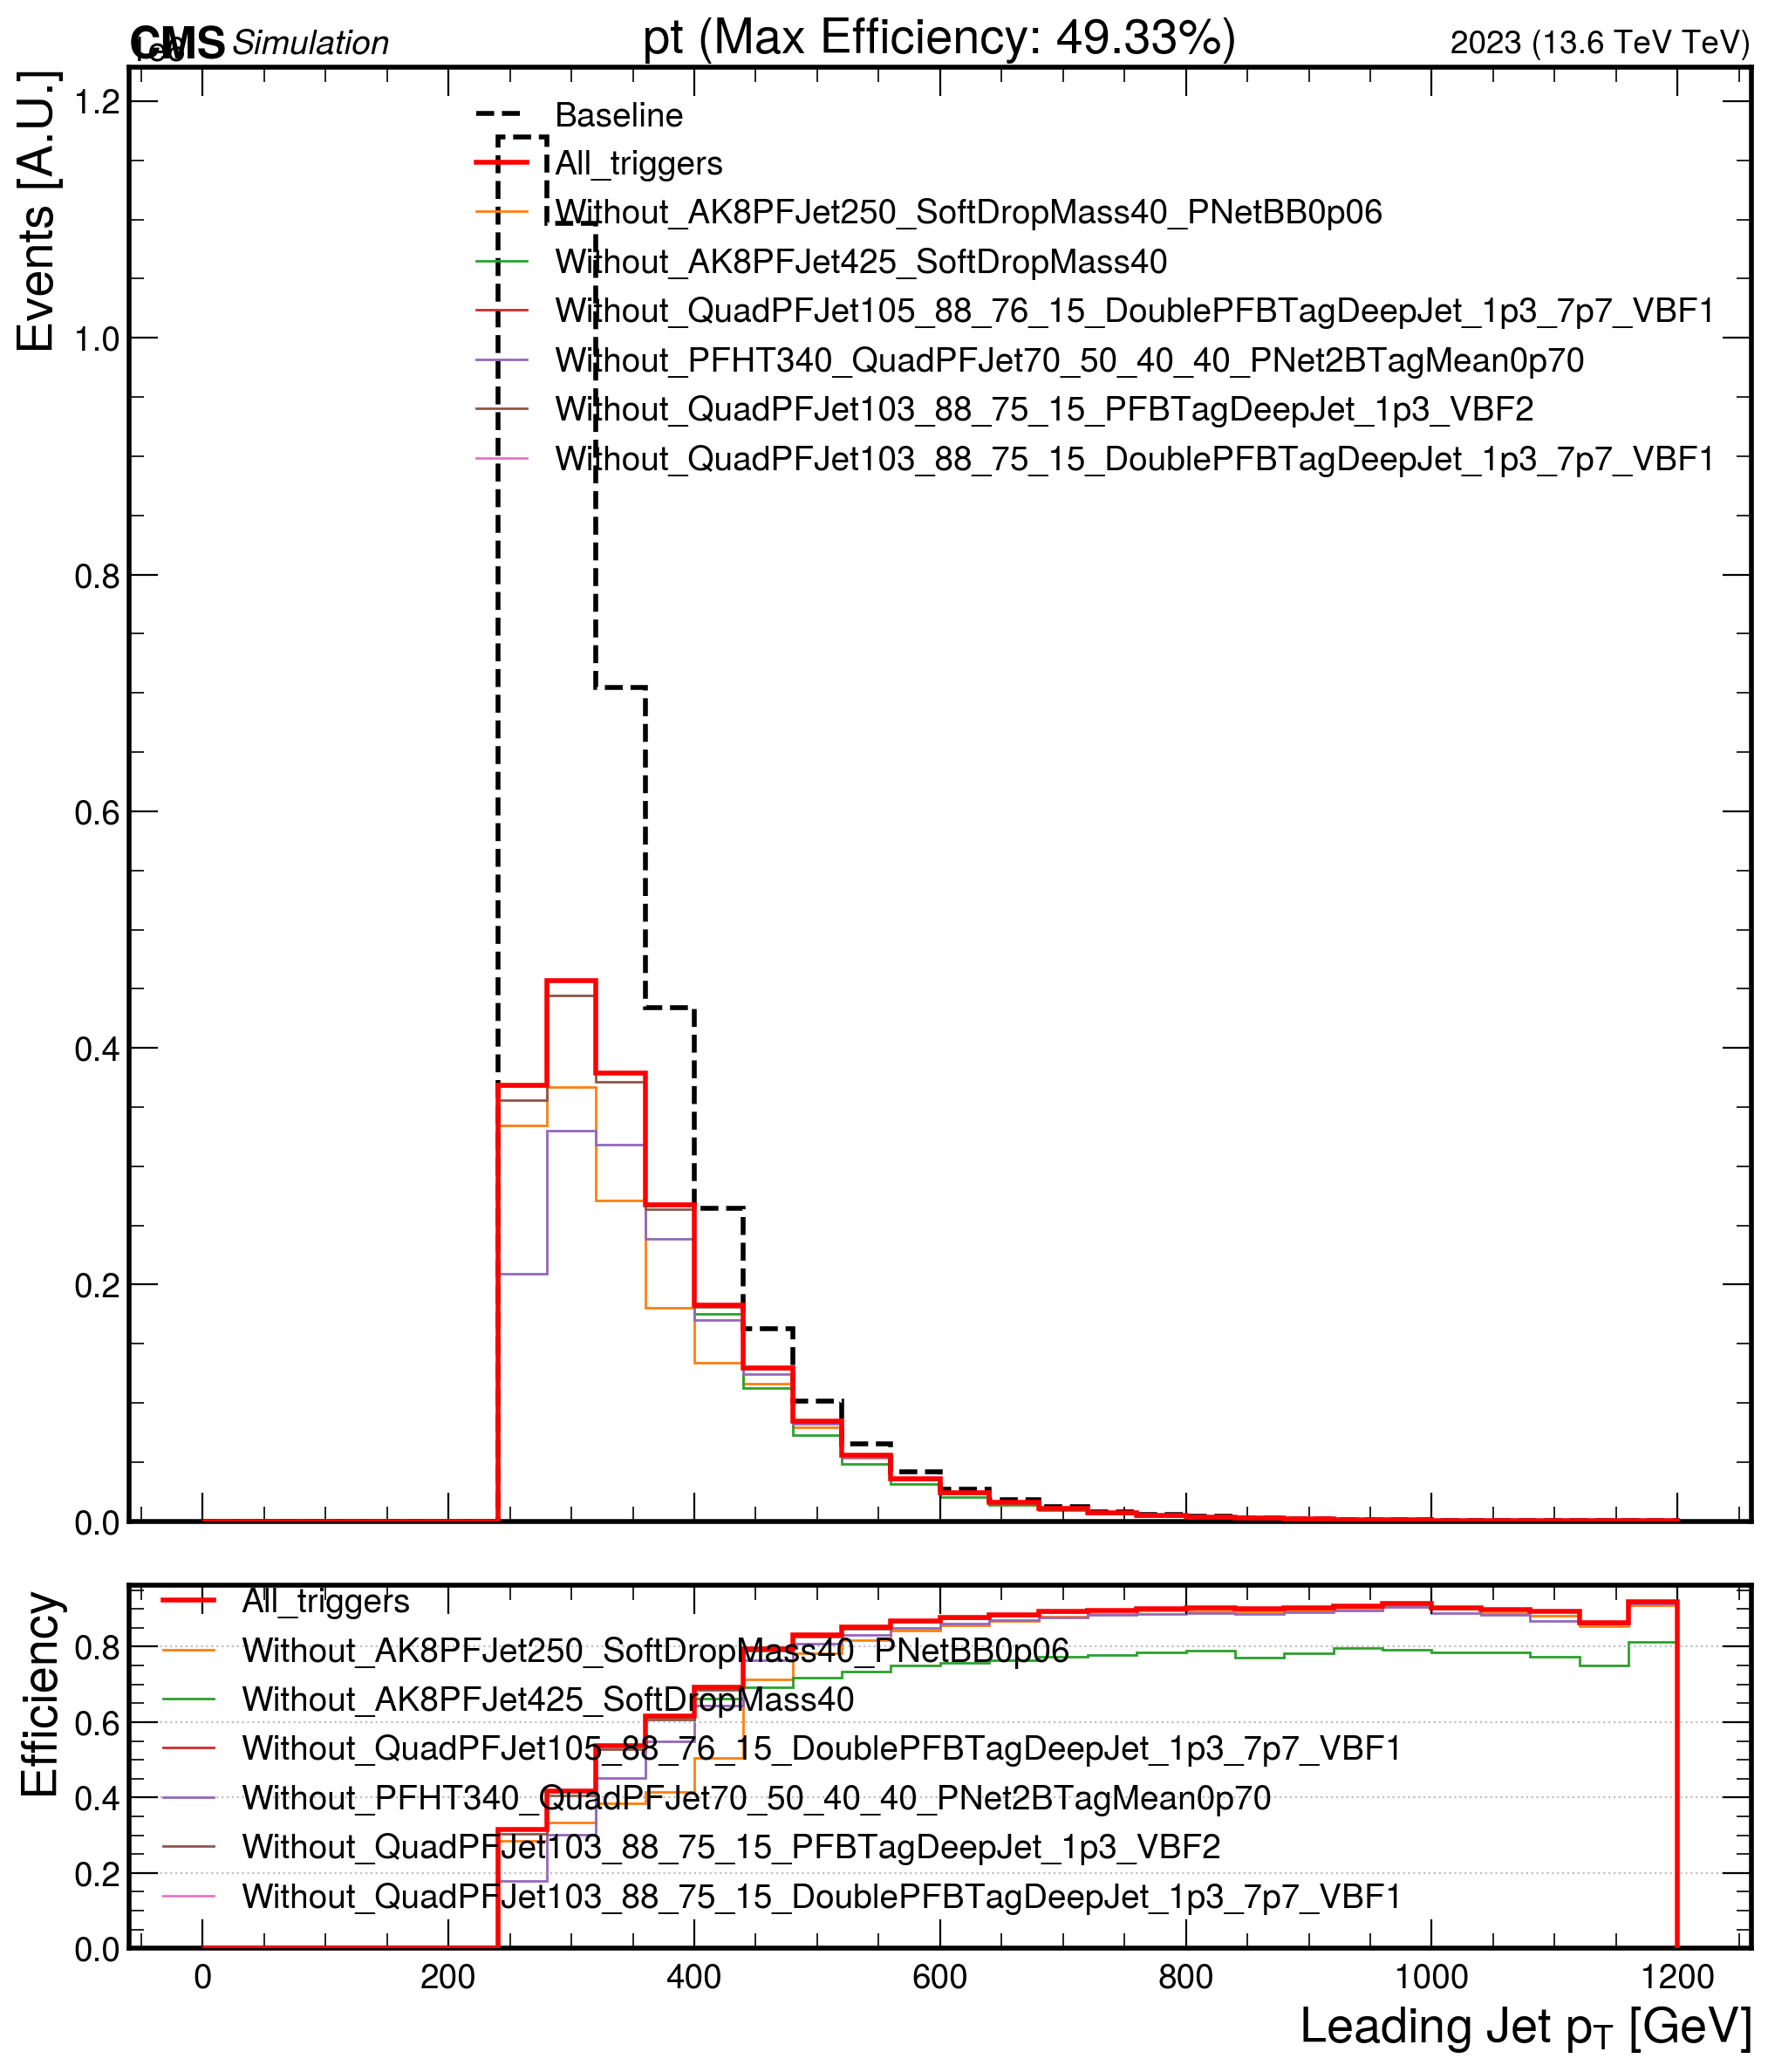 CMS Simulation
pt (Max Efficiency: 49.33%)
2023 (13.6 TeV TeV)
Events [A.U.]
1.2
1.0
0.8
0.6
0.4
0.2
0.0
Baseline
All_triggers
Without_AK8PFJet250_SoftDropMass40_PNetBB0p06
Without_AK8PFJet425_SoftDropMass40
Without_QuadPFJet105_88_76_15_DoublePFBTagDeepJet_1p3_7p7_VBF1
Without_PFHT340_QuadPFJet70_50_40_40_PNet2BTagMean0p70
Without_QuadPFJet103_88_75_15_PFBTagDeepJet_1p3_VBF2
Without_QuadPFJet103_88_75_15_DoublePFBTagDeepJet_1p3_7p7_VBF1
Efficiency
0.8
0.6
0.4
0.2
0.0
All_triggers
Without_AK8PFJet250_SoftDropMass40_PNetBB0p06
Without_AK8PFJet425_SoftDropMass40
Without_QuadPFJet105_88_76_15_DoublePFBTagDeepJet_1p3_7p7_VBF1
Without_PFHT340_QuadPFJet70_50_40_40_PNet2BTagMean0p70
Without_QuadPFJet103_88_75_15_PFBTagDeepJet_1p3_VBF2
Without_QuadPFJet103_88_75_15_DoublePFBTagDeepJet_1p3_7p7_VBF1
0 200 400 600 800 1000 1200
Leading Jet pT [GeV]